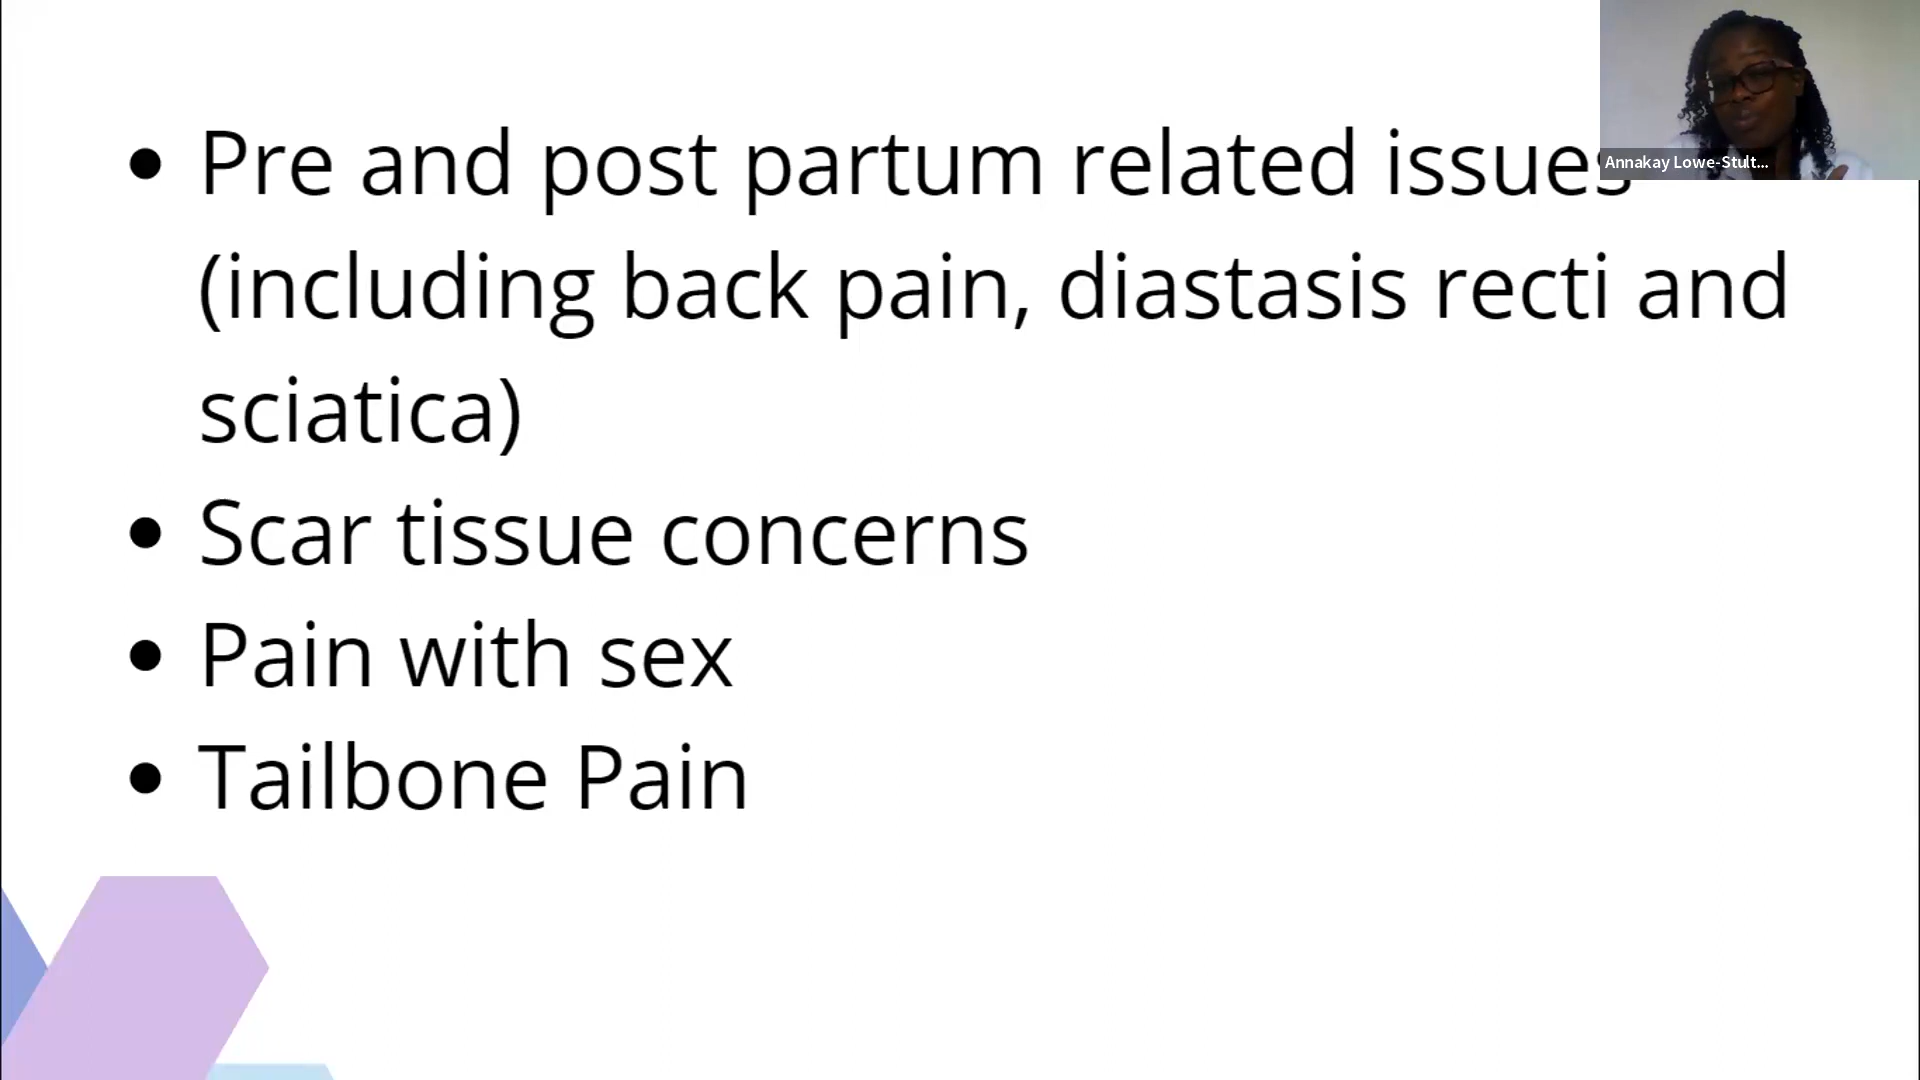 • Pre and post partum related issues
(including back pain, diastasis recti and
sciatica)
• Scar tissue concerns
• Pain with sex
• Tailbone Pain
Annakay Lowe-Stult...